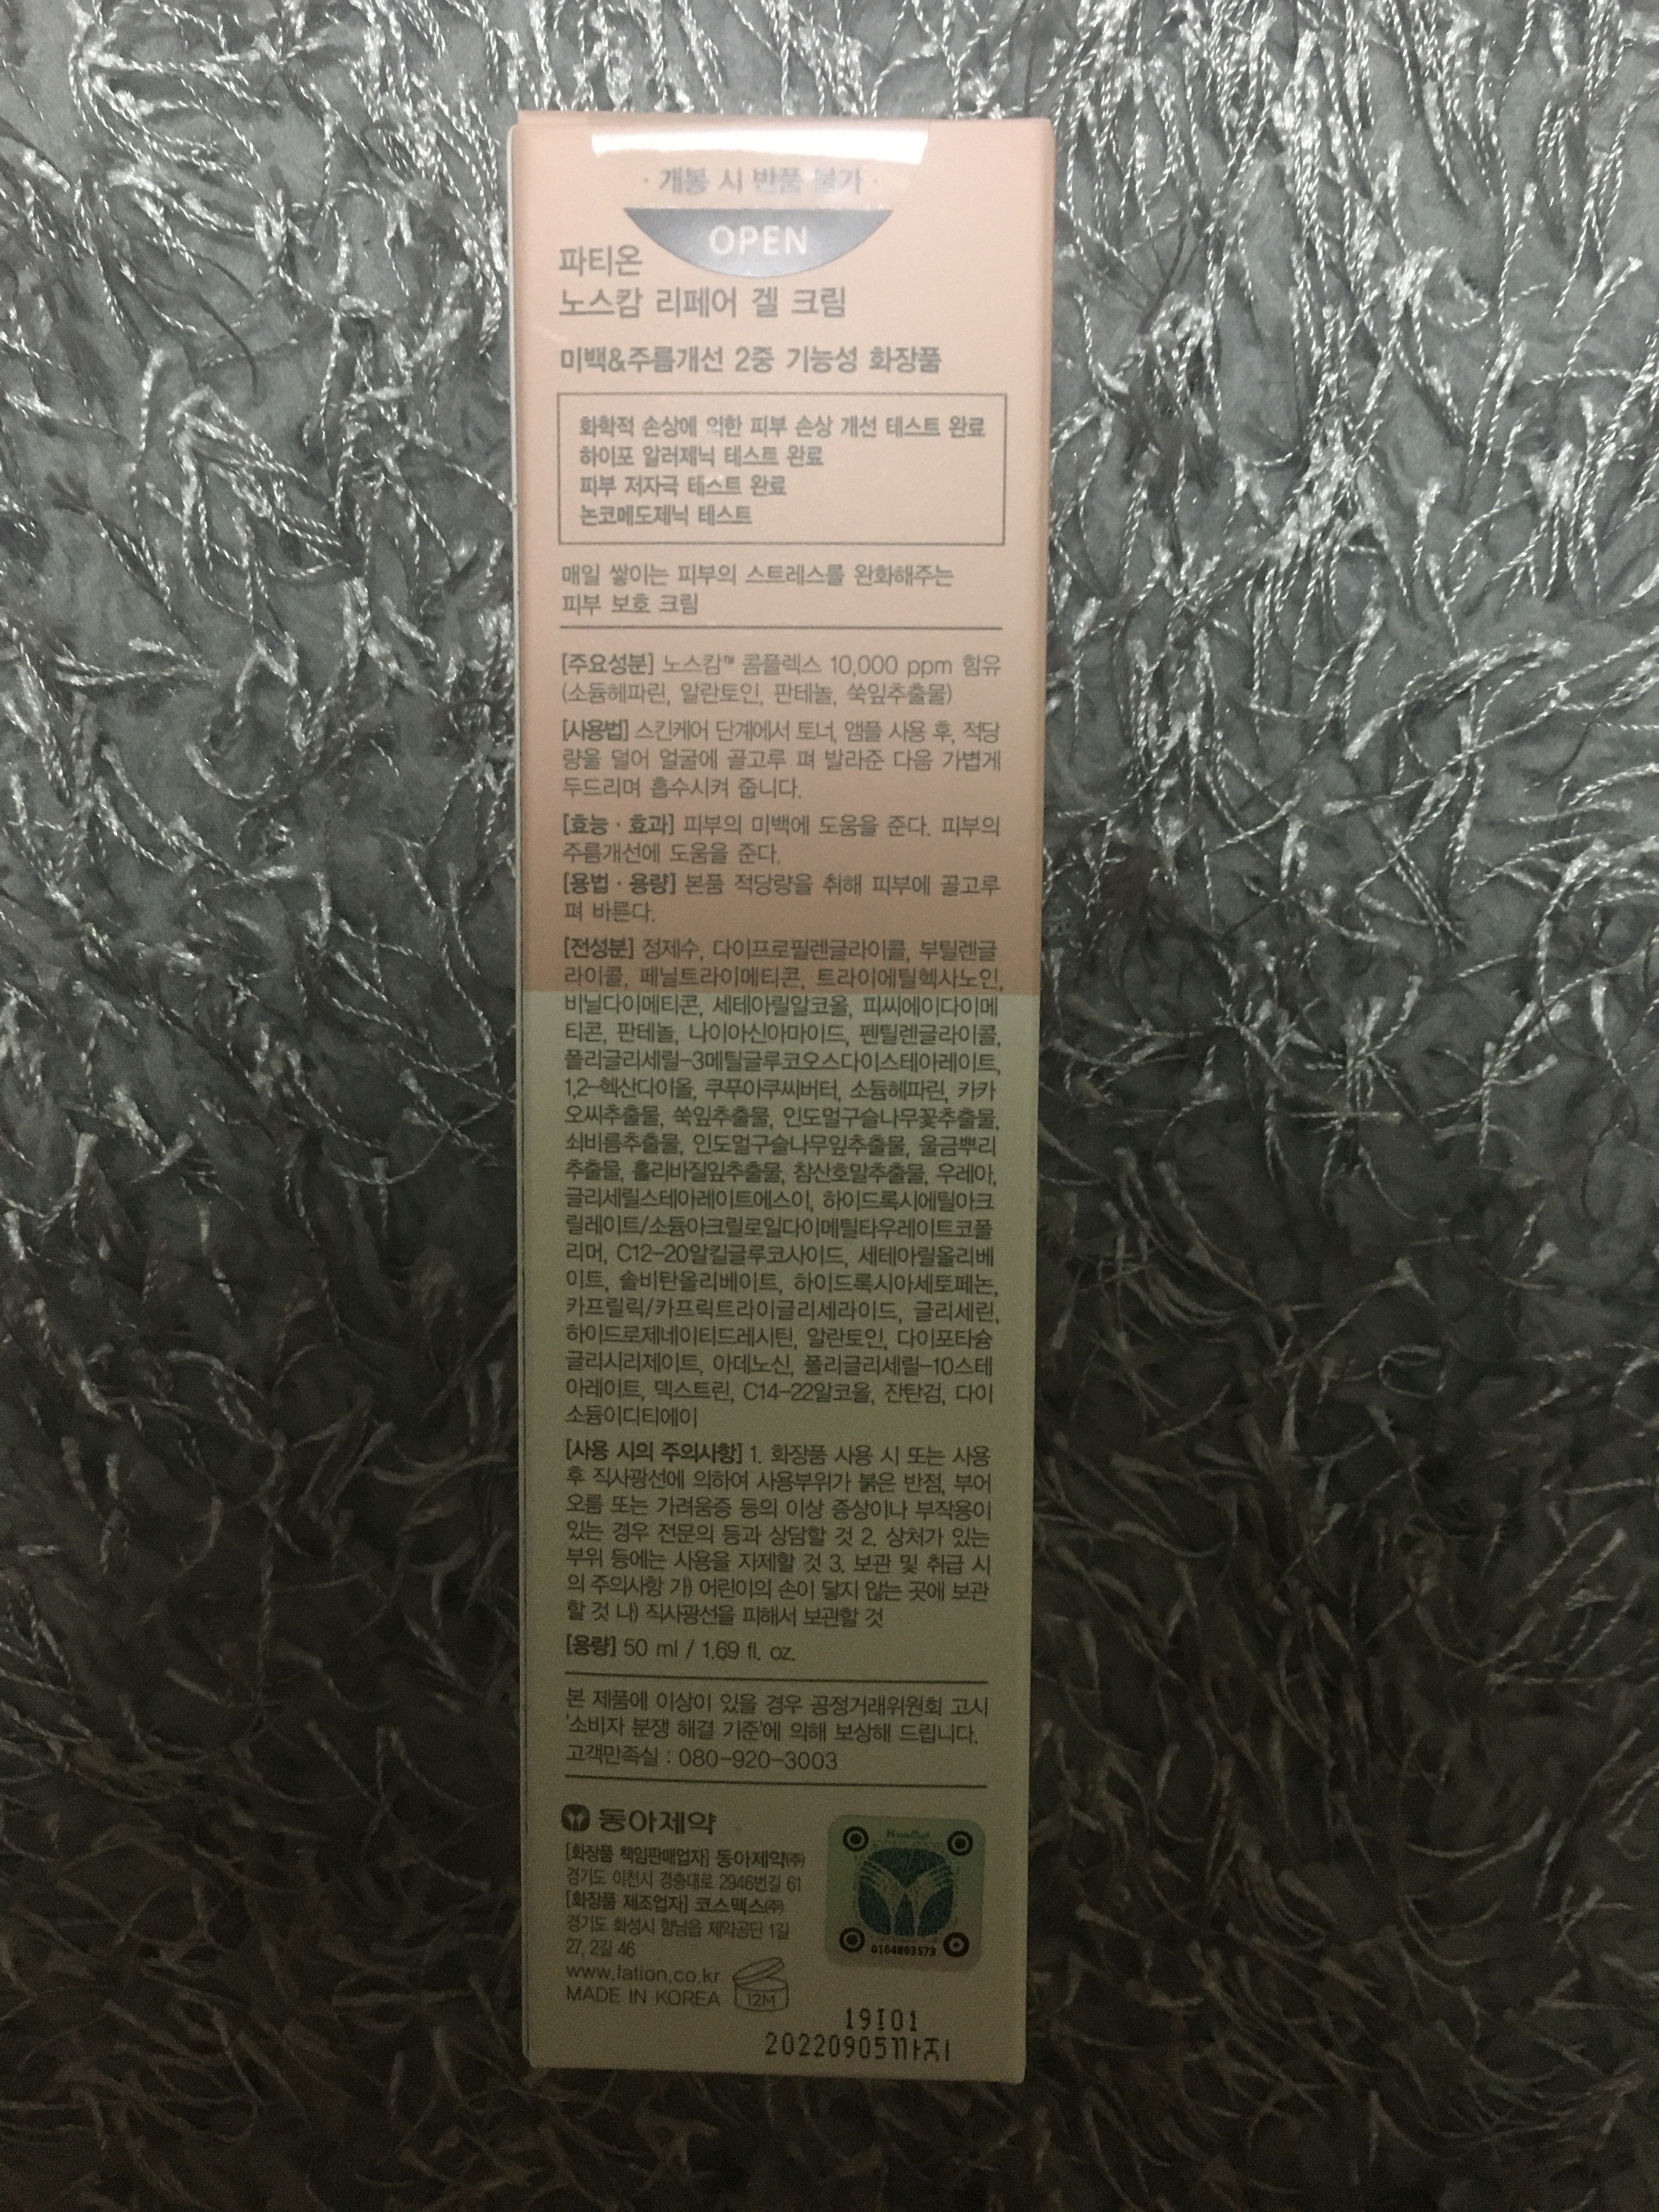 · 개봉 시 반품 불가 ·
OPEN
파티온
노스캄 리페어 겔 크림
미백&주름개선 2중 기능성 화장품
화학적 손상에 의한 피부 손상 개선 테스트 완료
하이포 알러제닉 테스트 완료
피부 저자극 테스트 완료
논코메도제닉 테스트
매일 쌓이는 피부의 스트레스를 완화해주는
피부 보호 크림
[주요성분] 노스캄™ 콤플렉스 10,000 ppm 함유
(소듐헤파린, 알란토인, 판테놀, 쑥잎추출물)
[사용법] 스킨케어 단계에서 토너, 앰플 사용 후, 적당
량을 덜어 얼굴에 골고루 펴 발라준 다음 가볍게
두드리며 흡수시켜 줍니다.
[효능 · 효과] 피부의 미백에 도움을 준다. 피부의
주름개선에 도움을 준다.
[용법 · 용량] 본품 적당량을 취해 피부에 골고루
펴 바른다.
[전성분] 정제수, 다이프로필렌글라이콜, 부틸렌글
라이콜, 페닐트라이메티콘, 트라이에틸헥사노인,
비닐다이메티콘, 세테아릴알코올, 피씨에이다이메
티콘, 판테놀, 나이아신아마이드, 펜틸렌글라이콜,
폴리글리세릴-3메틸글루코오스다이스테아레이트,
1,2-헥산다이올, 쿠푸아쿠씨버터, 소듐헤파린, 카카
오씨추출물, 쑥잎추출물, 인도멀구슬나무꽃추출물,
쇠비름추출물, 인도멀구슬나무잎추출물, 울금뿌리
추출물, 홀리바질잎추출물, 참산호말추출물, 우레아,
글리세릴스테아레이트에스이, 하이드록시에틸아크
릴레이트/소듐아크릴로일다이메틸타우레이트코폴
리머, C12-20알킬글루코사이드, 세테아릴올리베
이트, 솔비탄올리베이트, 하이드록시아세토페논,
카프릴릭/카프릭트라이글리세라이드, 글리세린,
하이드로제네이티드레시틴, 알란토인, 다이포타슘
글리시리제이트, 아데노신, 폴리글리세릴-10스테
아레이트, 덱스트린, C14-22알코올, 잔탄검, 다이
소듐이디티에이
[사용 시의 주의사항] 1. 화장품 사용 시 또는 사용
후 직사광선에 의하여 사용부위가 붉은 반점, 부어
오름 또는 가려움증 등의 이상 증상이나 부작용이
있는 경우 전문의 등과 상담할 것 2. 상처가 있는
부위 등에는 사용을 자제할 것 3. 보관 및 취급 시
의 주의사항 가) 어린이의 손이 닿지 않는 곳에 보관
할 것 나) 직사광선을 피해서 보관할 것
[용량] 50 ml / 1.69 fl. oz.
본 제품에 이상이 있을 경우 공정거래위원회 고시
'소비자 분쟁 해결 기준'에 의해 보상해 드립니다.
고객만족실 : 080-920-3003
동아제약
[화장품 책임판매업자] 동아제약㈜
경기도 이천시 경충대로 2946번길 61
[화장품 제조업자] 코스맥스㈜
경기도 화성시 향남읍 제약공단 1길
27, 2길 46
www.fation.co.kr
MADE IN KOREA
12M
0164893573
19I01
20220905까지